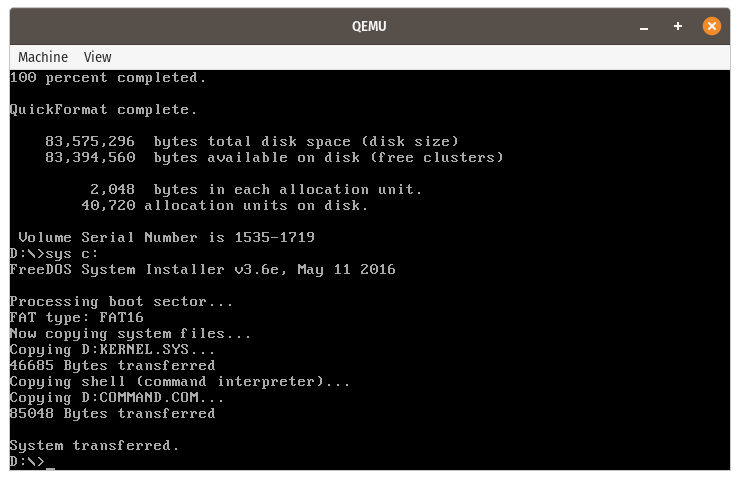 QEMU
Machine View
100 percent completed.
QuickFormat complete.
83,575,296 bytes total disk space (disk size)
83,394,560 bytes available on disk (free clusters)
2,048 bytes in each allocation unit.
40,720 allocation units on disk.
Volume Serial Number is 1535-1719
D:\>sys c:
FreeDOS System Installer v3.6e, May 11 2016
Processing boot sector...
FAT type: FAT16
Now copying system files...
Copying D:KERNEL.SYS...
46685 Bytes transferred
Copying shell (command interpreter)...
Copying D:COMMAND.COM...
85048 Bytes transferred
System transferred.
D:\>_